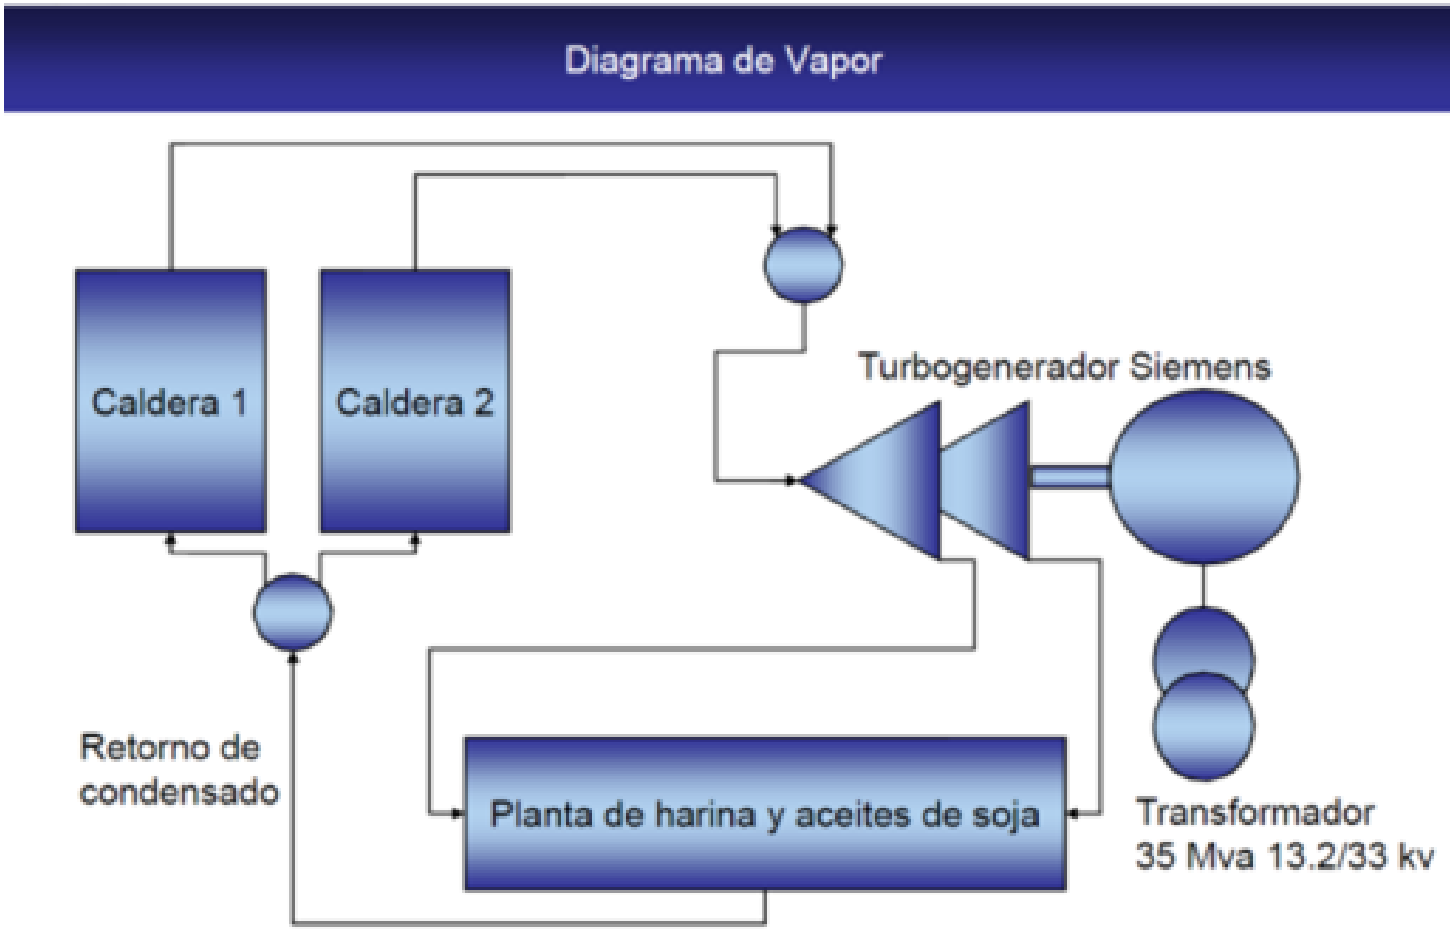 Diagrama de Vapor
Turbogenerador Siemens
Caldera 1
Caldera 2
Retorno de
condensado
Planta de harina y aceites de soja
Transformador
35 Mva 13.2/33 kv